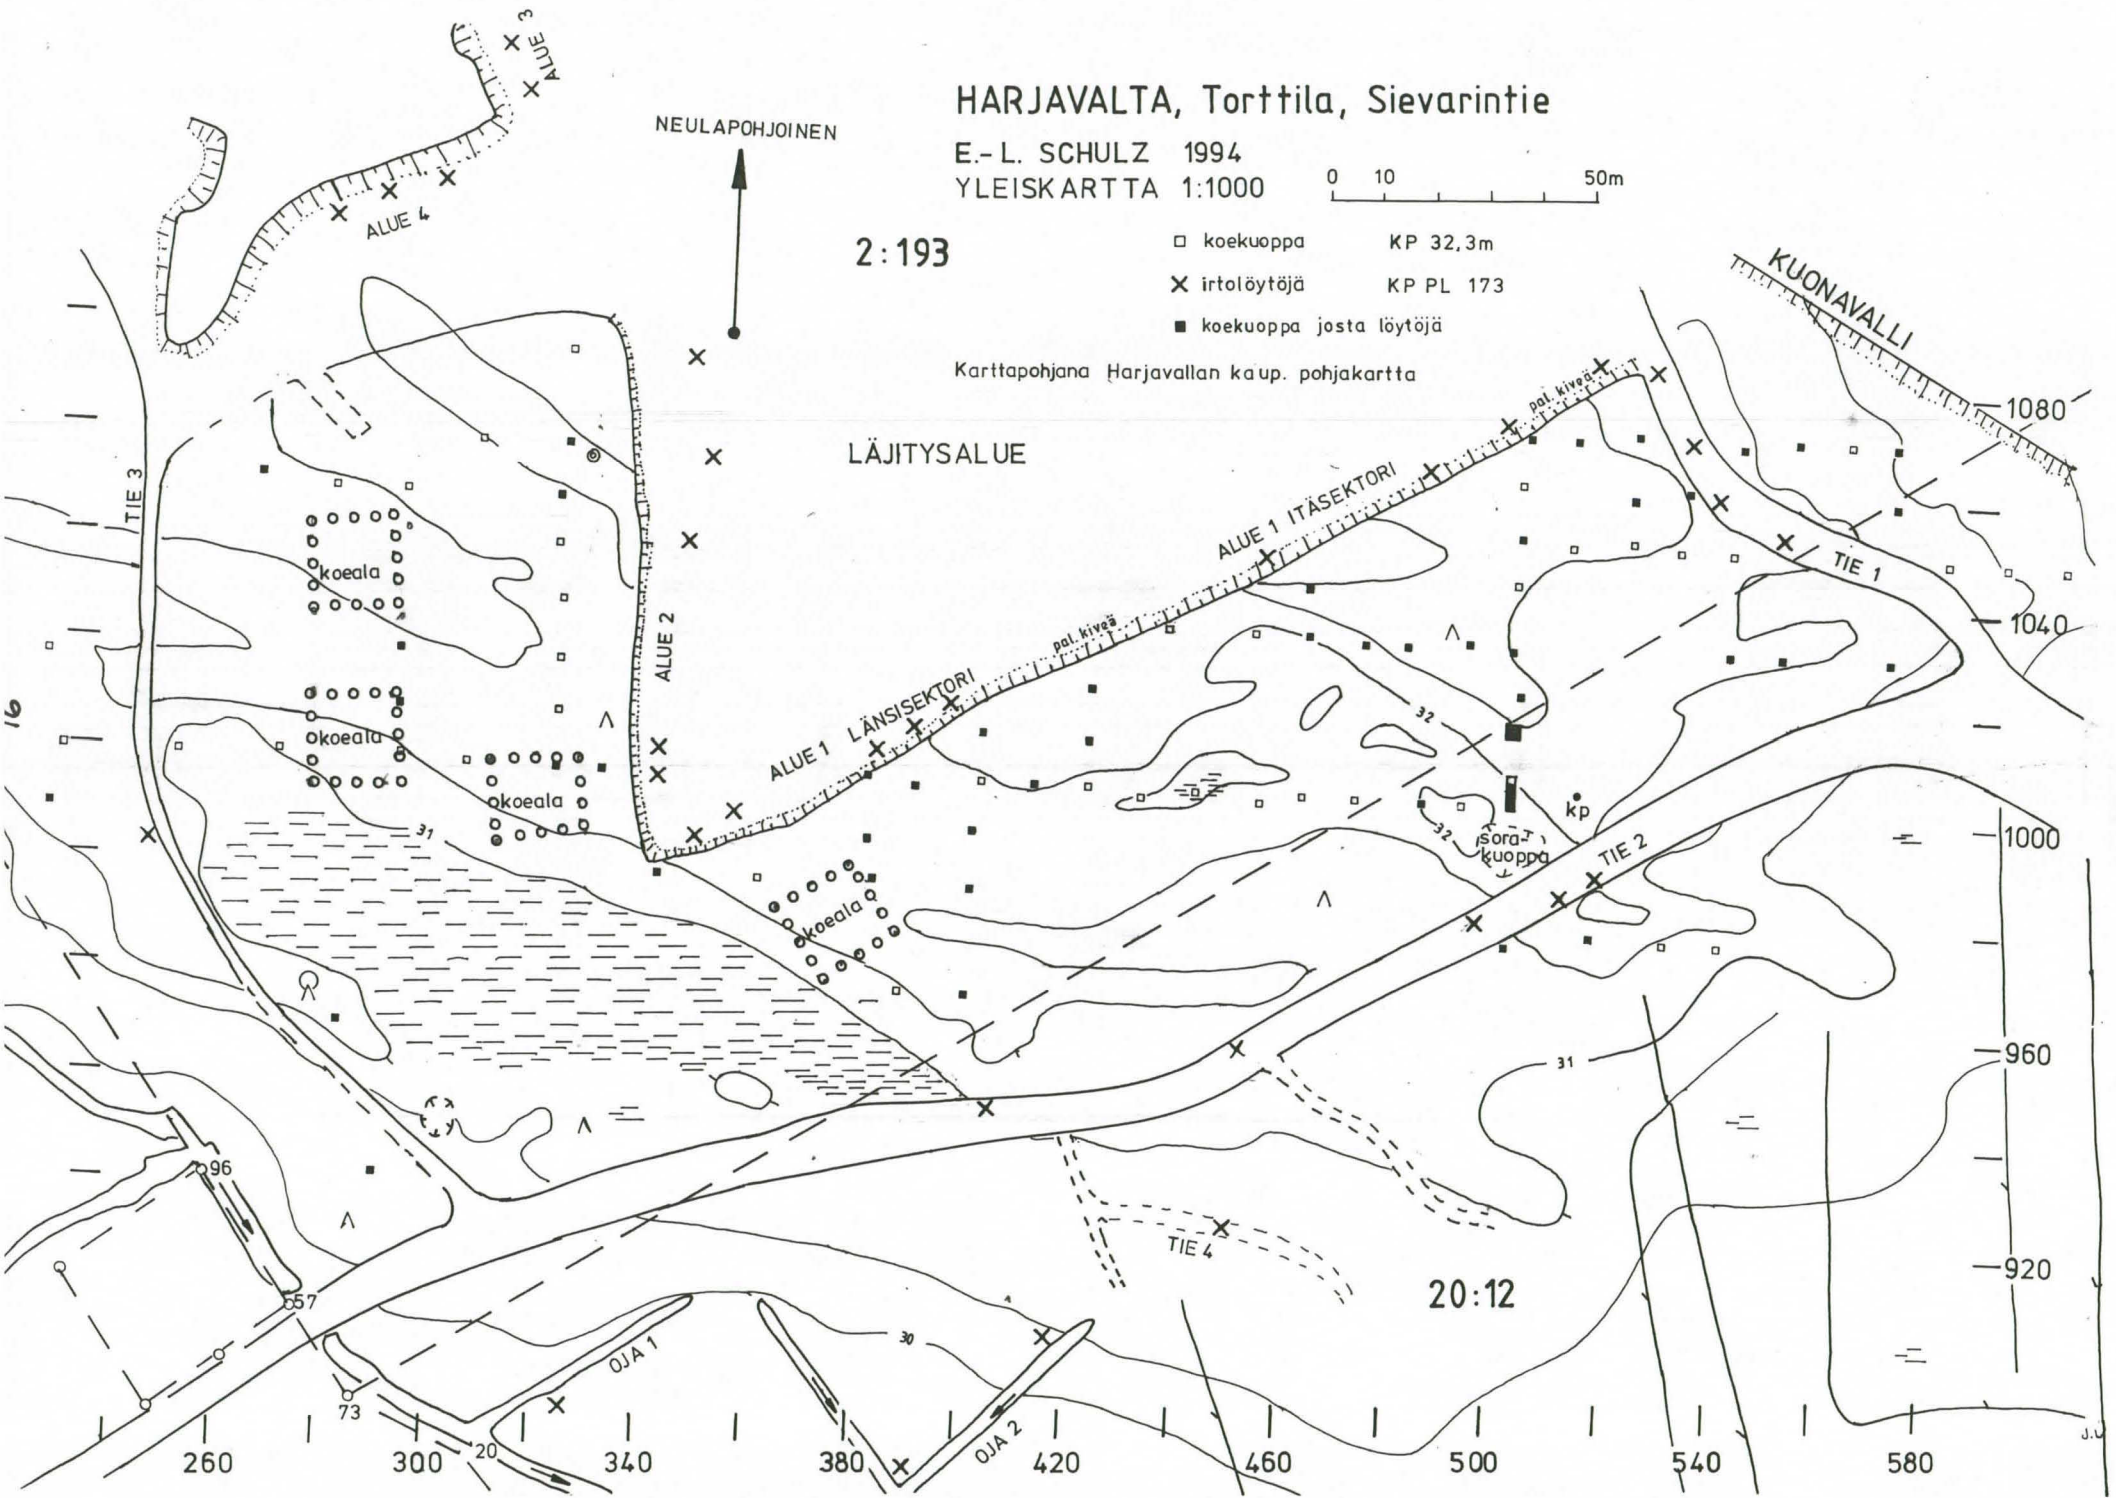 HARJAVALTA, Torttila, Sievarintie
E.-L. SCHULZ 1994
YLEISKARTTA 1:1000
0 10 50m
NEULAPOHJOINEN
2:193
koekuoppa KP 32,3m
irtolöytöjä KP PL 173
koekuoppa josta löytöjä
Karttapohjana Harjavallan kaup. pohjakartta
ALUE 3
ALUE 4
KUONAVALLI
LÄJITYSALUE
TIE 3
pal. kiveä
ALUE 1 ITÄSEKTORI
1080
koeala
TIE 1
ALUE 2
pal. kiveä
1040
ALUE 1 LÄNSISEKTORI
16
koeala
32
koeala
kp
31
32
sora-
kuoppa
TIE 2
1000
koeala
960
31
96
TIE 4
920
57
20:12
OJA 1
30
73
OJA 2
20
J.U
260 300 340 380 420 460 500 540 580